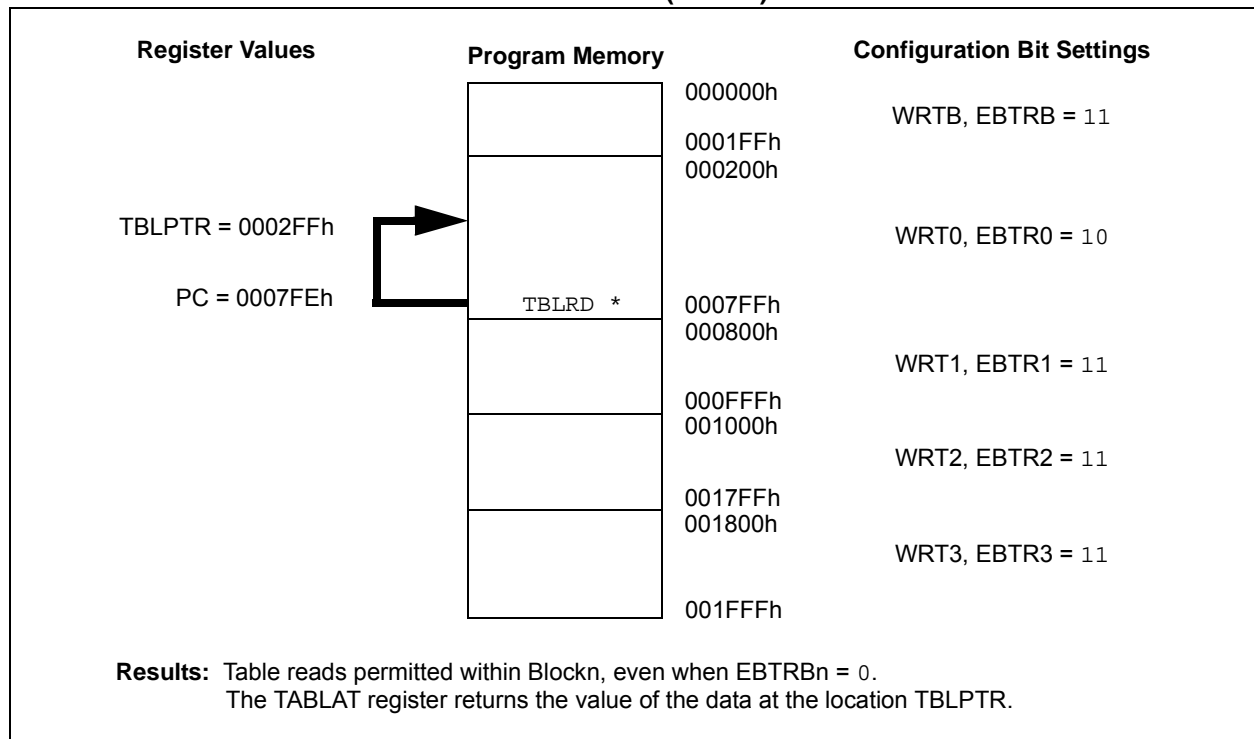 Register Values Program Memory Configuration Bit Settings
000000h
WRTB, EBTRB = 11
0001FFh
000200h
TBLPTR = 0002FFh
WRT0, EBTR0 = 10
PC = 0007FEh TBLRD * 0007FFh
000800h
WRT1, EBTR1 = 11
000FFFh
001000h
WRT2, EBTR2 = 11
0017FFh
001800h
WRT3, EBTR3 = 11
001FFFh
Results: Table reads permitted within Blockn, even when EBTRBn = 0.
The TABLAT register returns the value of the data at the location TBLPTR.